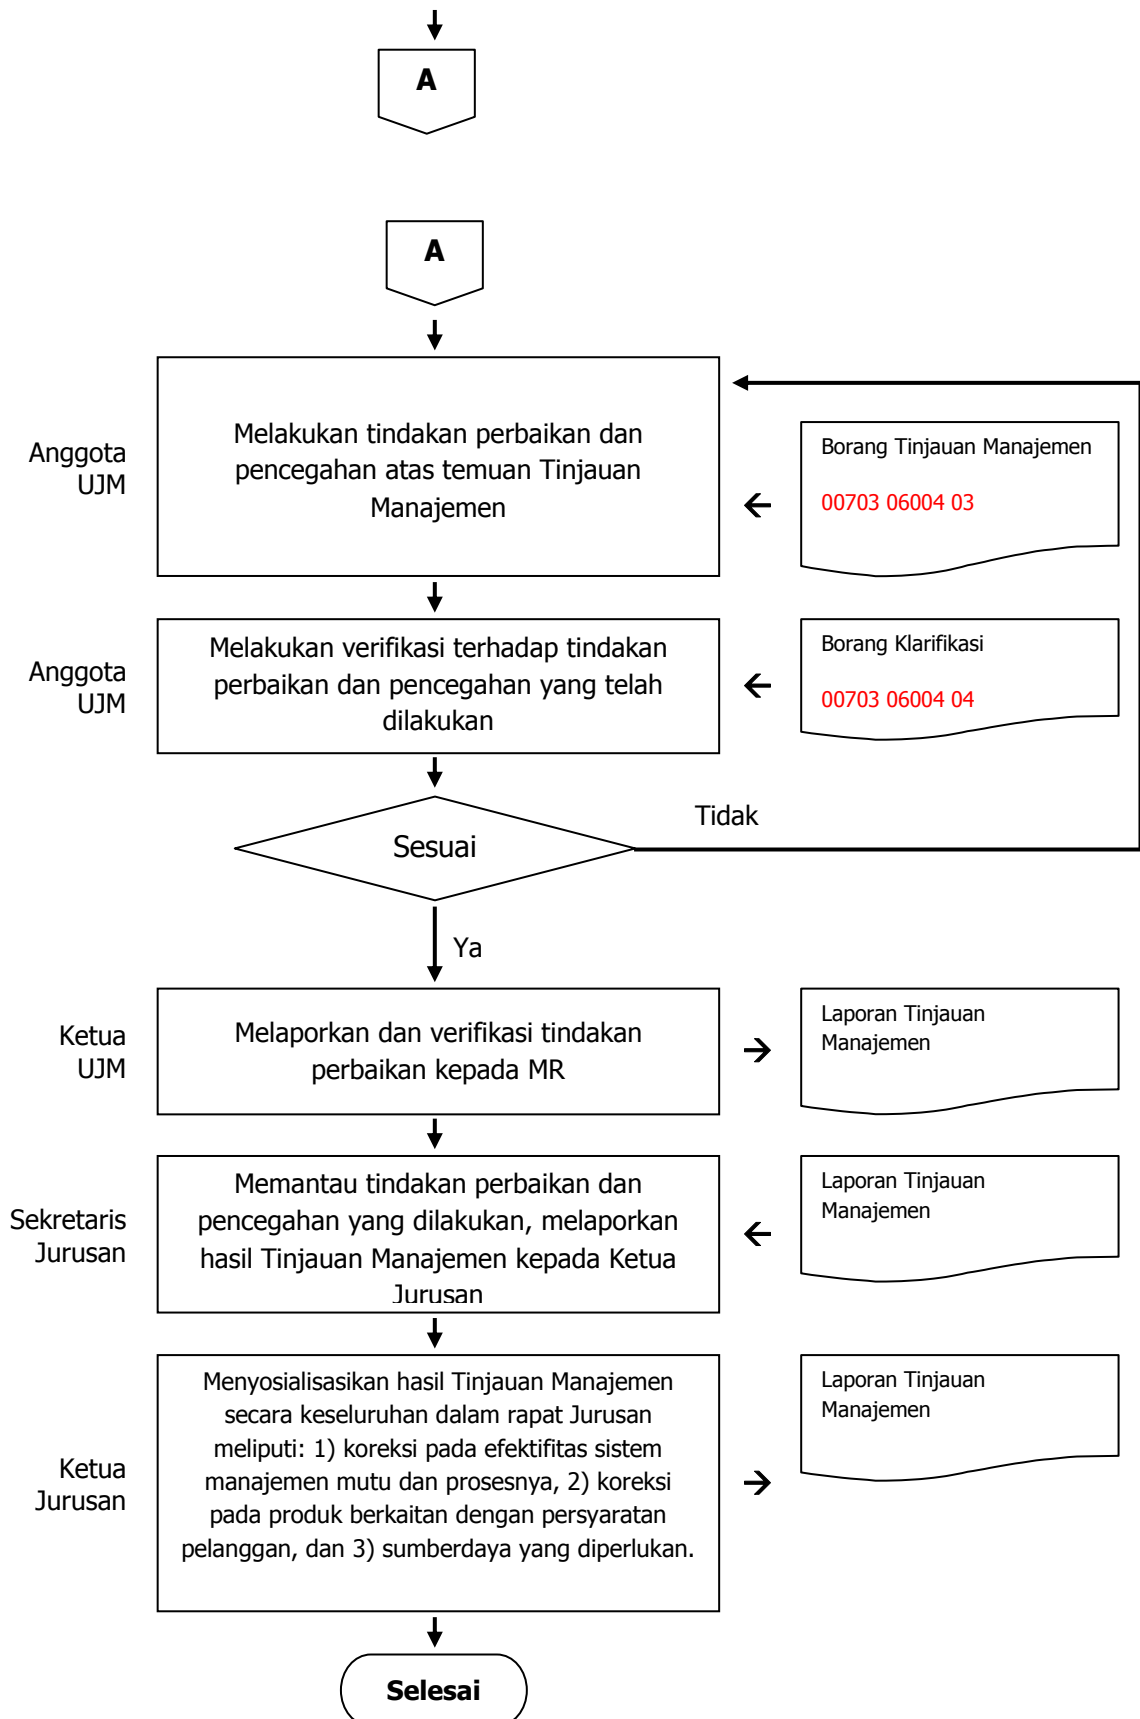 A
A
Anggota
UJM
Melakukan tindakan perbaikan dan
pencegahan atas temuan Tinjauan
Manajemen
Borang Tinjauan Manajemen
00703 06004 03
Anggota
UJM
Melakukan verifikasi terhadap tindakan
perbaikan dan pencegahan yang telah
dilakukan
Borang Klarifikasi
00703 06004 04
Sesuai
Tidak
Ya
Ketua
UJM
Melaporkan dan verifikasi tindakan
perbaikan kepada MR
Laporan Tinjauan
Manajemen
Sekretaris
Jurusan
Memantau tindakan perbaikan dan
pencegahan yang dilakukan, melaporkan
hasil Tinjauan Manajemen kepada Ketua
Jurusan
Laporan Tinjauan
Manajemen
Ketua
Jurusan
Menyosialisasikan hasil Tinjauan Manajemen
secara keseluruhan dalam rapat Jurusan
meliputi: 1) koreksi pada efektifitas sistem
manajemen mutu dan prosesnya, 2) koreksi
pada produk berkaitan dengan persyaratan
pelanggan, dan 3) sumberdaya yang diperlukan.
Laporan Tinjauan
Manajemen
Selesai